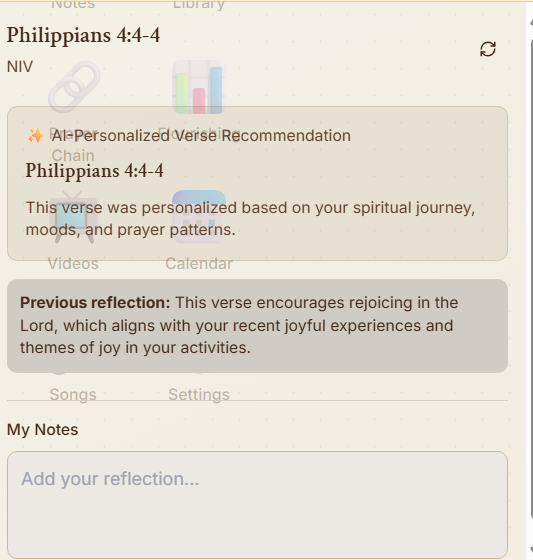 Notes Library
Philippians 4:4-4
NIV
Prayer Flourishing
✨ AI-Personalized Verse Recommendation
Chain
Philippians 4:4-4
This verse was personalized based on your spiritual journey,
moods, and prayer patterns.
Videos Calendar
Previous reflection: This verse encourages rejoicing in the
Lord, which aligns with your recent joyful experiences and
themes of joy in your activities.
Songs Settings
My Notes
Add your reflection...